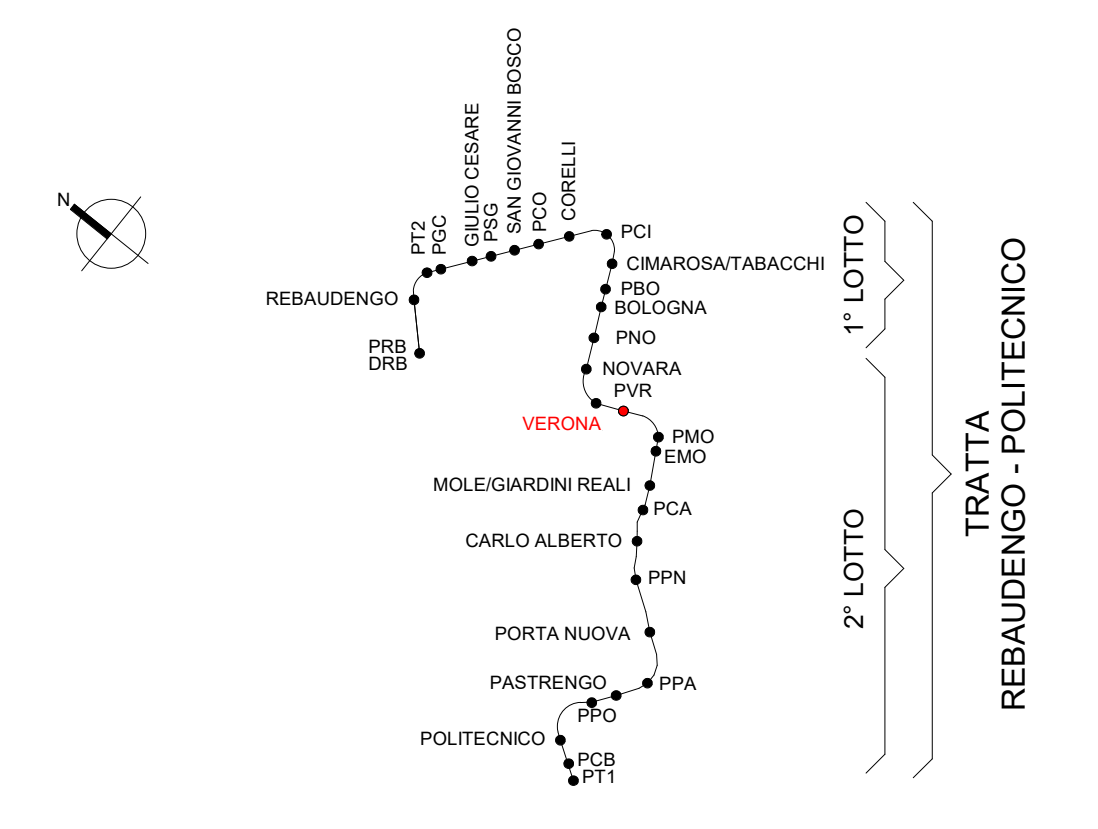 N
PT2
PGC
GIULIO CESARE
PSG
SAN GIOVANNI BOSCO
PCO
CORELLI
PCI
CIMAROSA/TABACCHI
REBAUDENGO
PBO
BOLOGNA
PNO
PRB
DRB
NOVARA
PVR
VERONA
PMO
EMO
MOLE/GIARDINI REALI
PCA
CARLO ALBERTO
PPN
PORTA NUOVA
PASTRENGO
PPA
PPO
POLITECNICO
PCB
PT1
1° LOTTO
2° LOTTO
TRATTA
REBAUDENGO - POLITECNICO